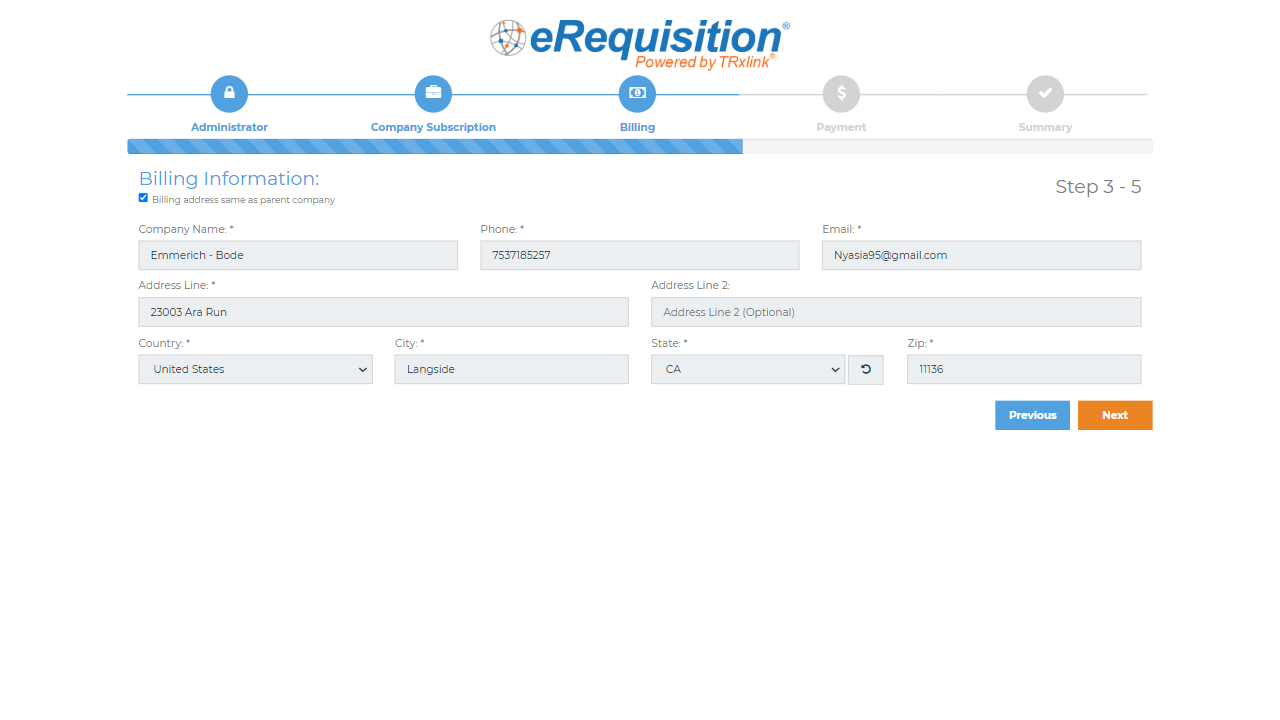 eRequisition®
Powered by TRxlink®
Administrator Company Subscription Billing Payment Summary
Billing Information:
Step 3 - 5
Billing address same as parent company
Company Name: * Phone: * Email: *
Emmerich - Bode 7537185257 Nyasia95@gmail.com
Address Line: * Address Line 2:
23003 Ara Run Address Line 2 (Optional)
Country: * City: * State: * Zip: *
United States Langside CA 11136
Previous Next